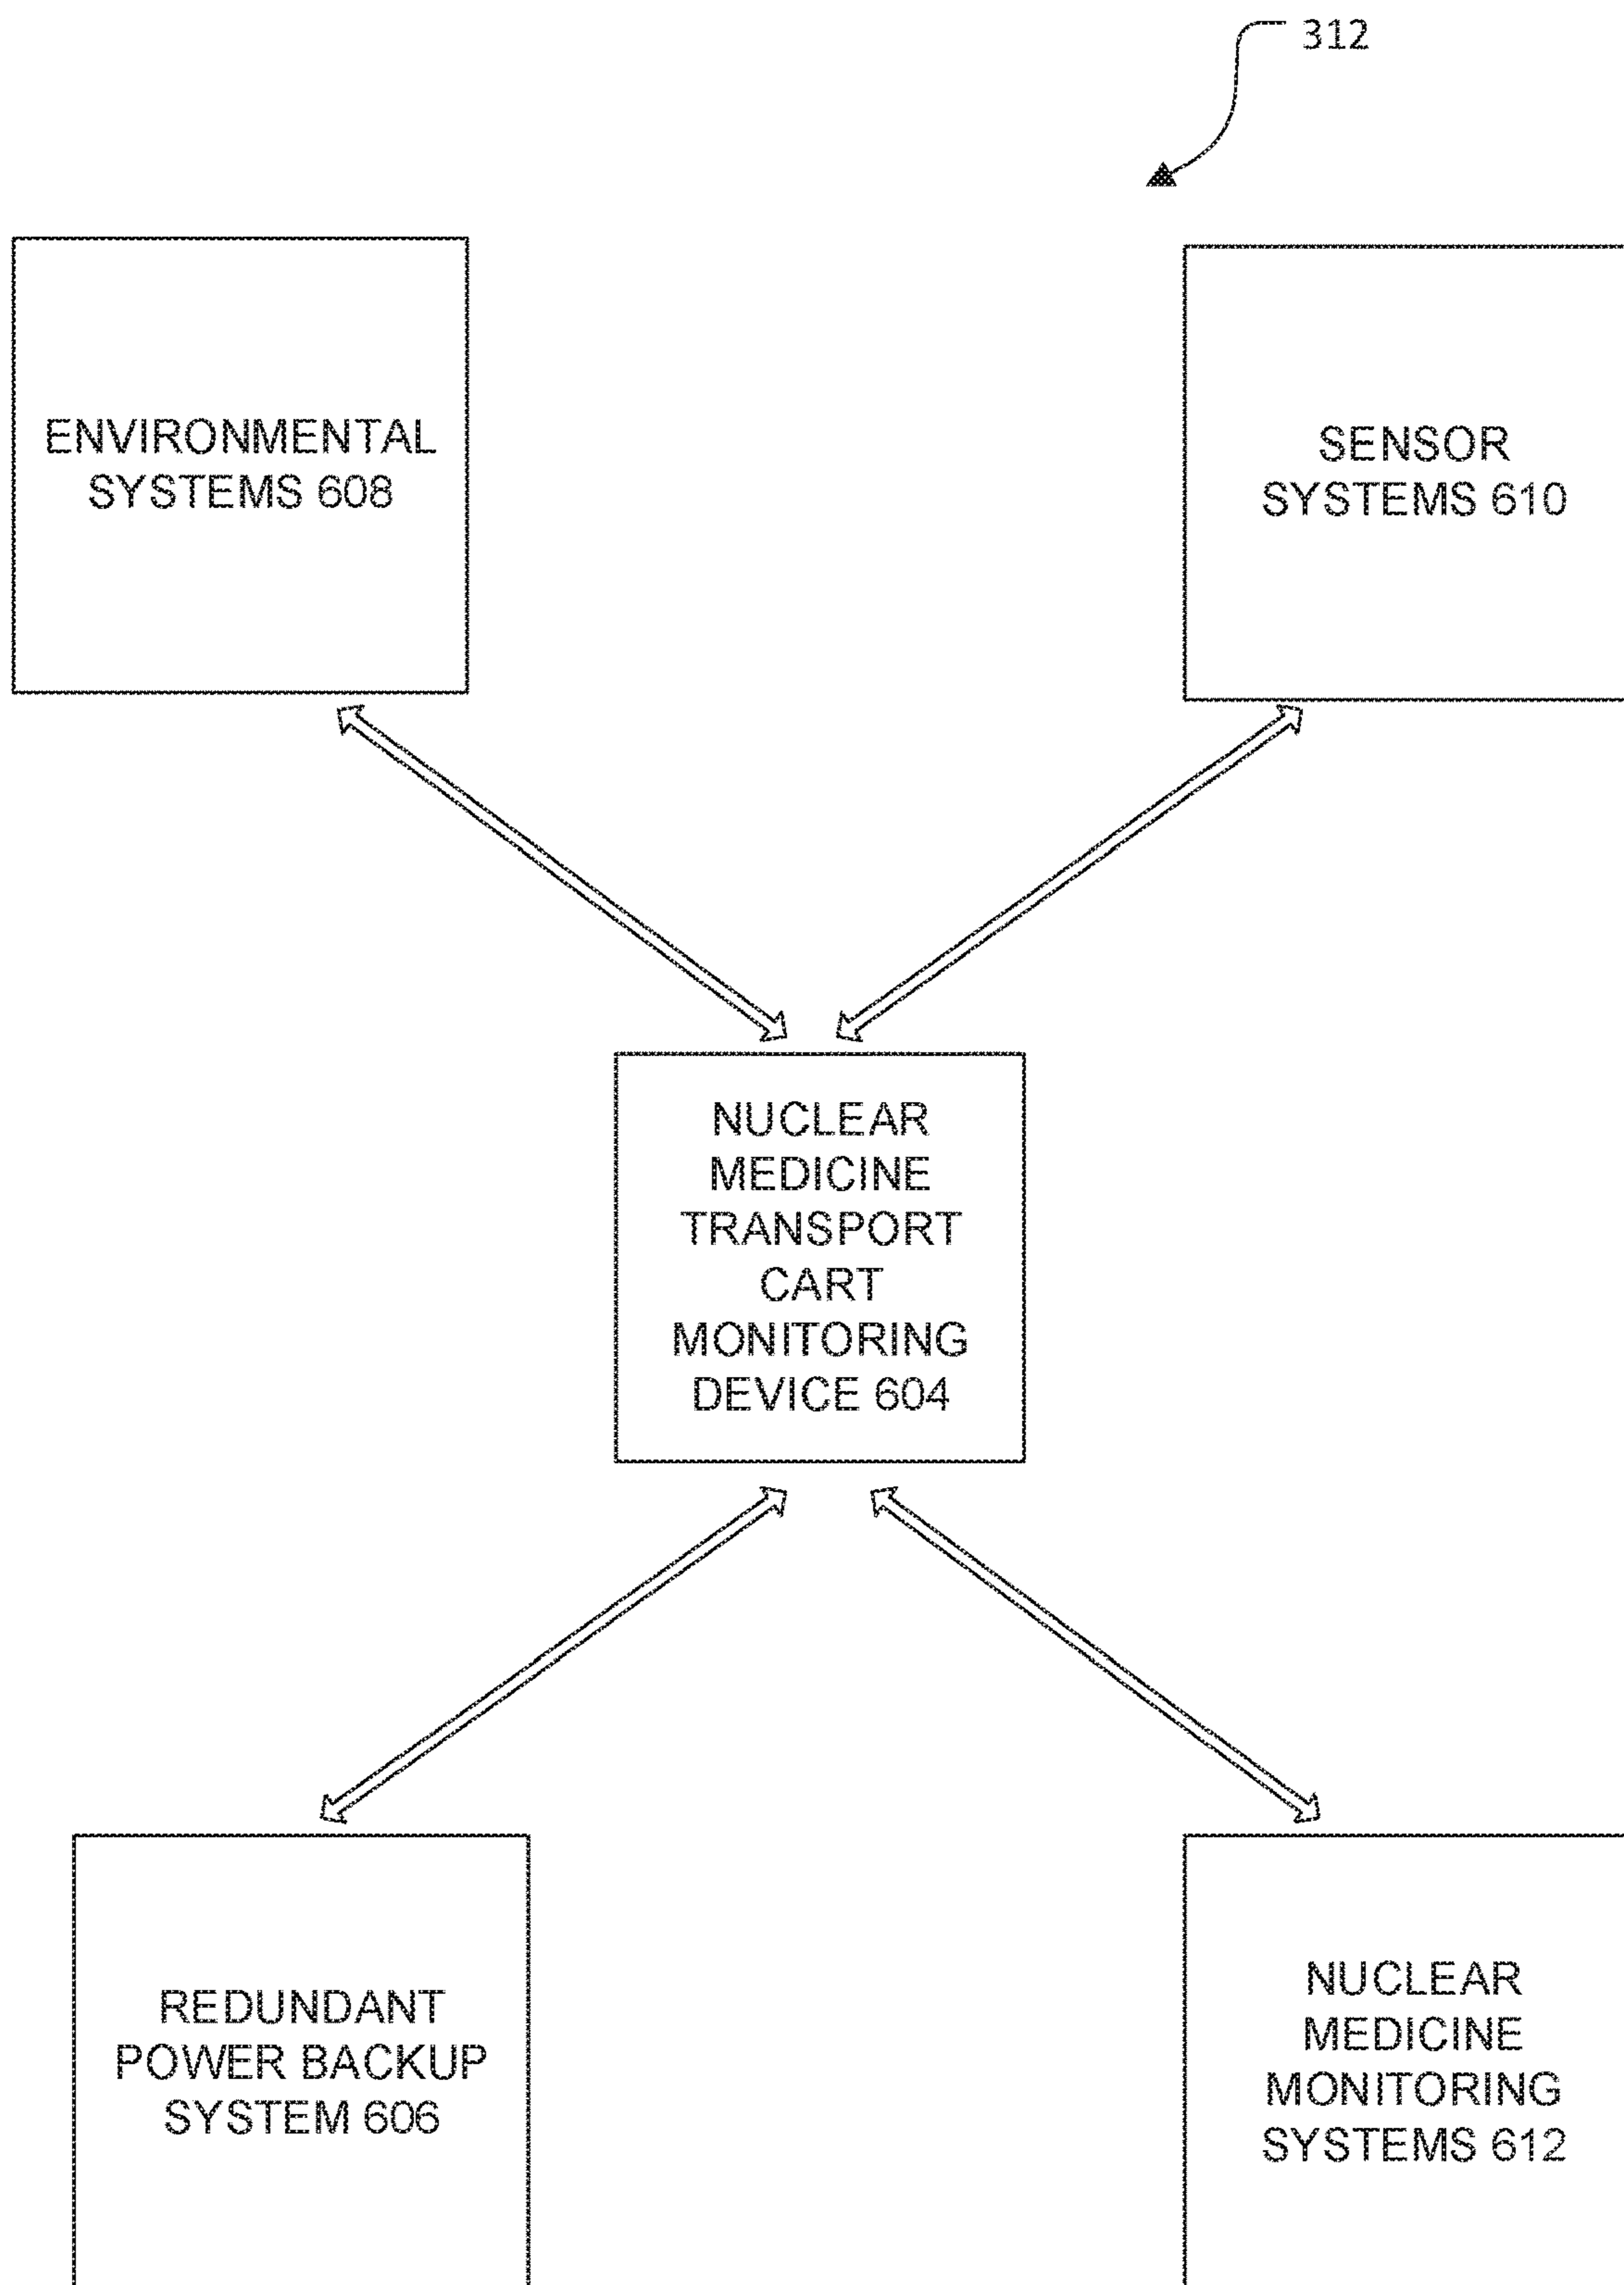 312
ENVIRONMENTAL
SYSTEMS 608
SENSOR
SYSTEMS 610
NUCLEAR
MEDICINE
TRANSPORT
CART
MONITORING
DEVICE 604
REDUNDANT
POWER BACKUP
SYSTEM 606
NUCLEAR
MEDICINE
MONITORING
SYSTEMS 612